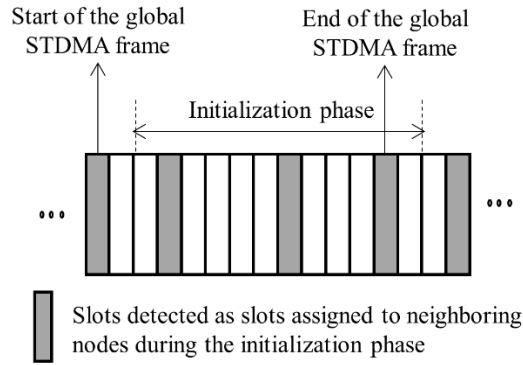 Start of the global
STDMA frame
End of the global
STDMA frame
Initialization phase
Slots detected as slots assigned to neighboring
nodes during the initialization phase